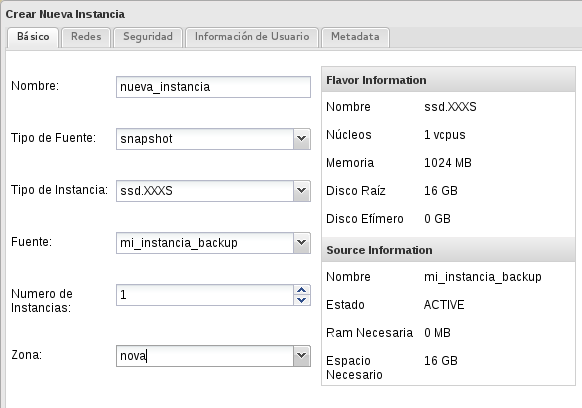 Crear Nueva Instancia
Básico
Redes
Seguridad
Información de Usuario
Metadata
Nombre: nueva_instancia
Tipo de Fuente: snapshot
Tipo de Instancia: ssd.XXXS
Fuente: mi_instancia_backup
Numero de
Instancias: 1
Zona: nova
Flavor Information
Nombre ssd.XXXS
Núcleos 1 vcpus
Memoria 1024 MB
Disco Raíz 16 GB
Disco Efímero 0 GB
Source Information
Nombre mi_instancia_backup
Estado ACTIVE
Ram Necesaria 0 MB
Espacio 16 GB
Necesario